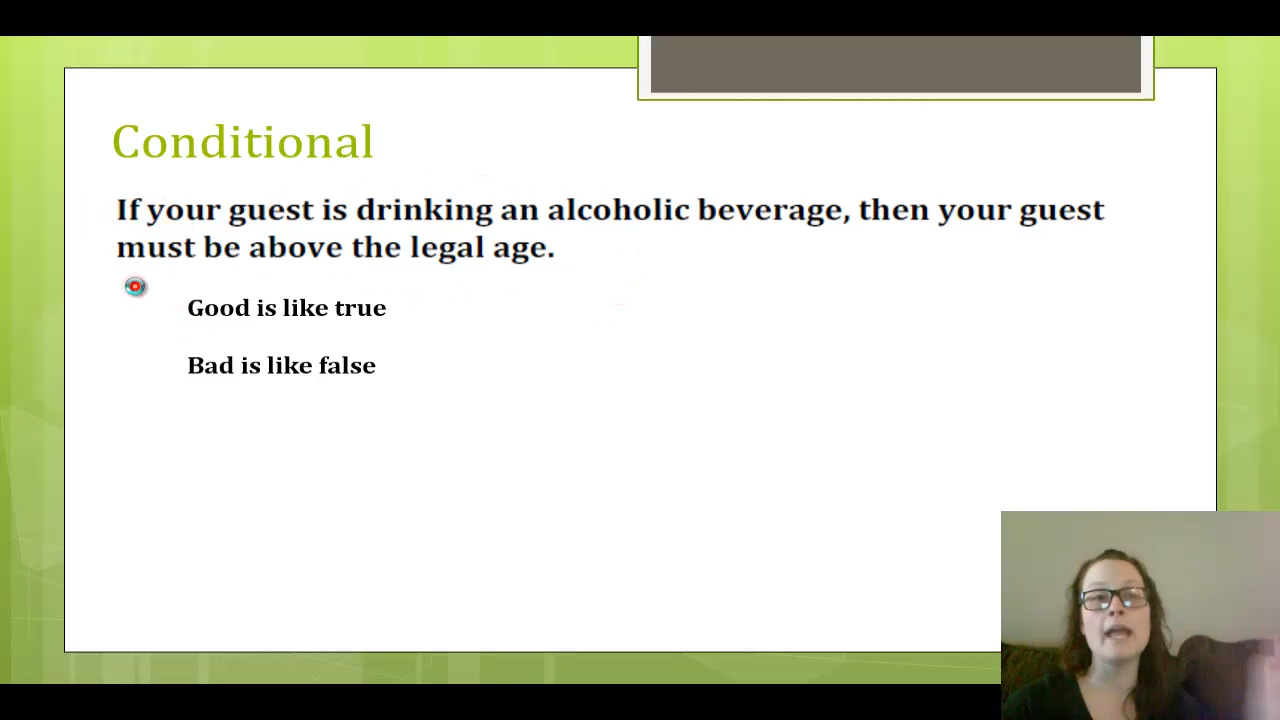 Conditional
If your guest is drinking an alcoholic beverage, then your guest
must be above the legal age.
Good is like true
Bad is like false